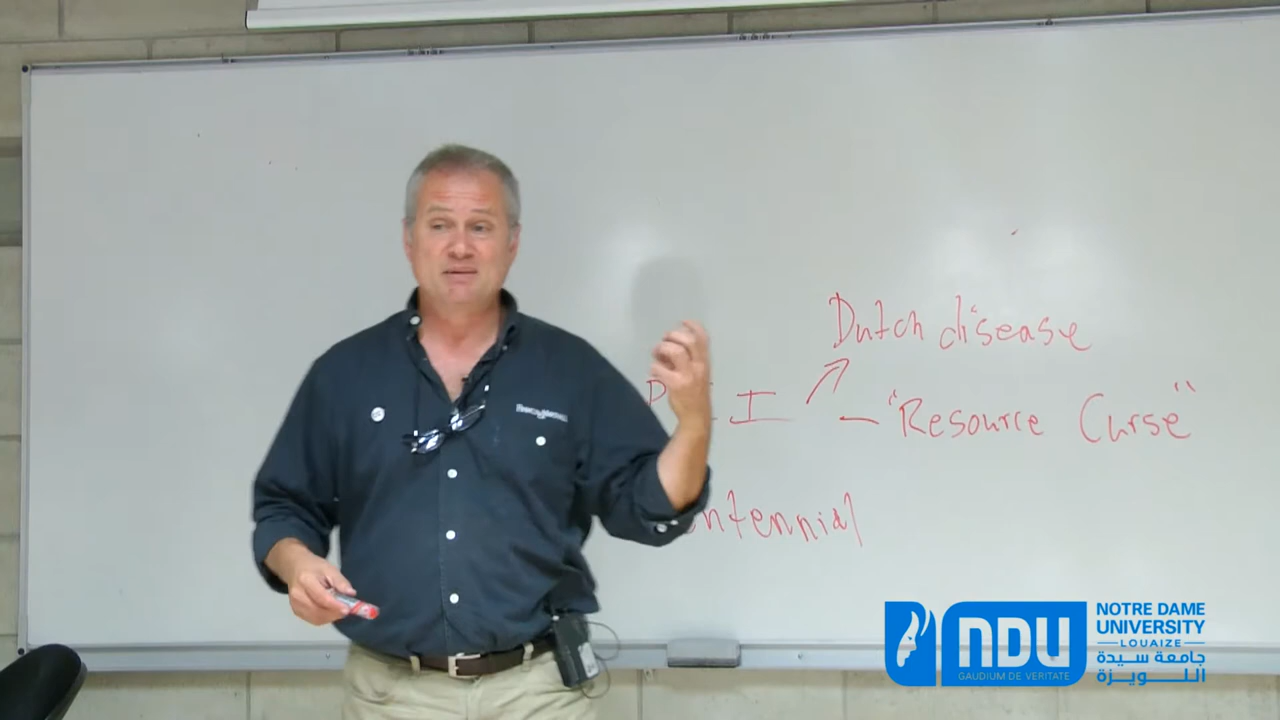 Dutch disease
I
"Resource Curse"
entennial
NDU
GAUDIUM DE VERITATE
NOTRE DAME
UNIVERSITY
LOUAIZE
جامعة سيدة
اللويزة